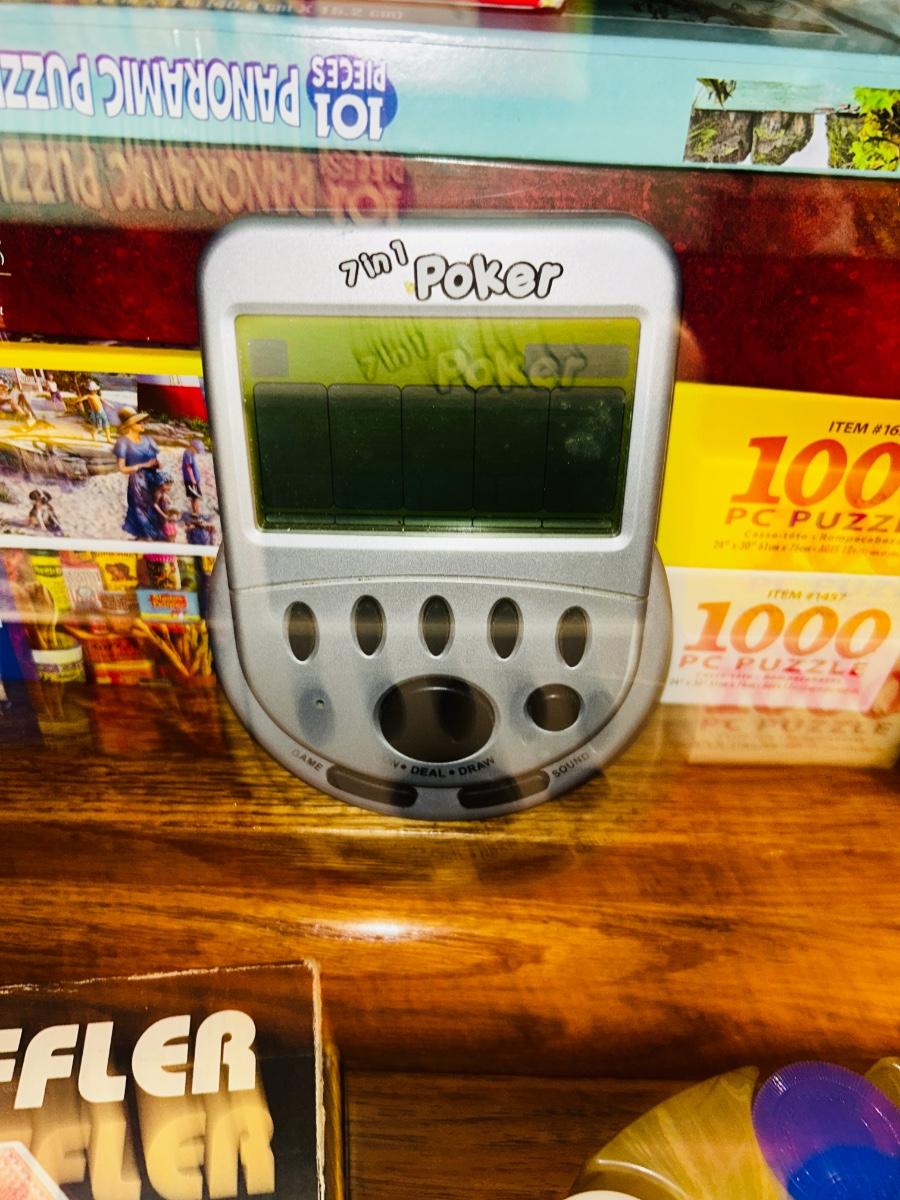 101
PIECES
PANORAMIC PUZZ
7 in 1
Poker
ITEM #16
100
PC PUZZ
ITEM #1457
1000
PC PUZZLE
GAME
DEAL • DRAW
SOUND
FFLER